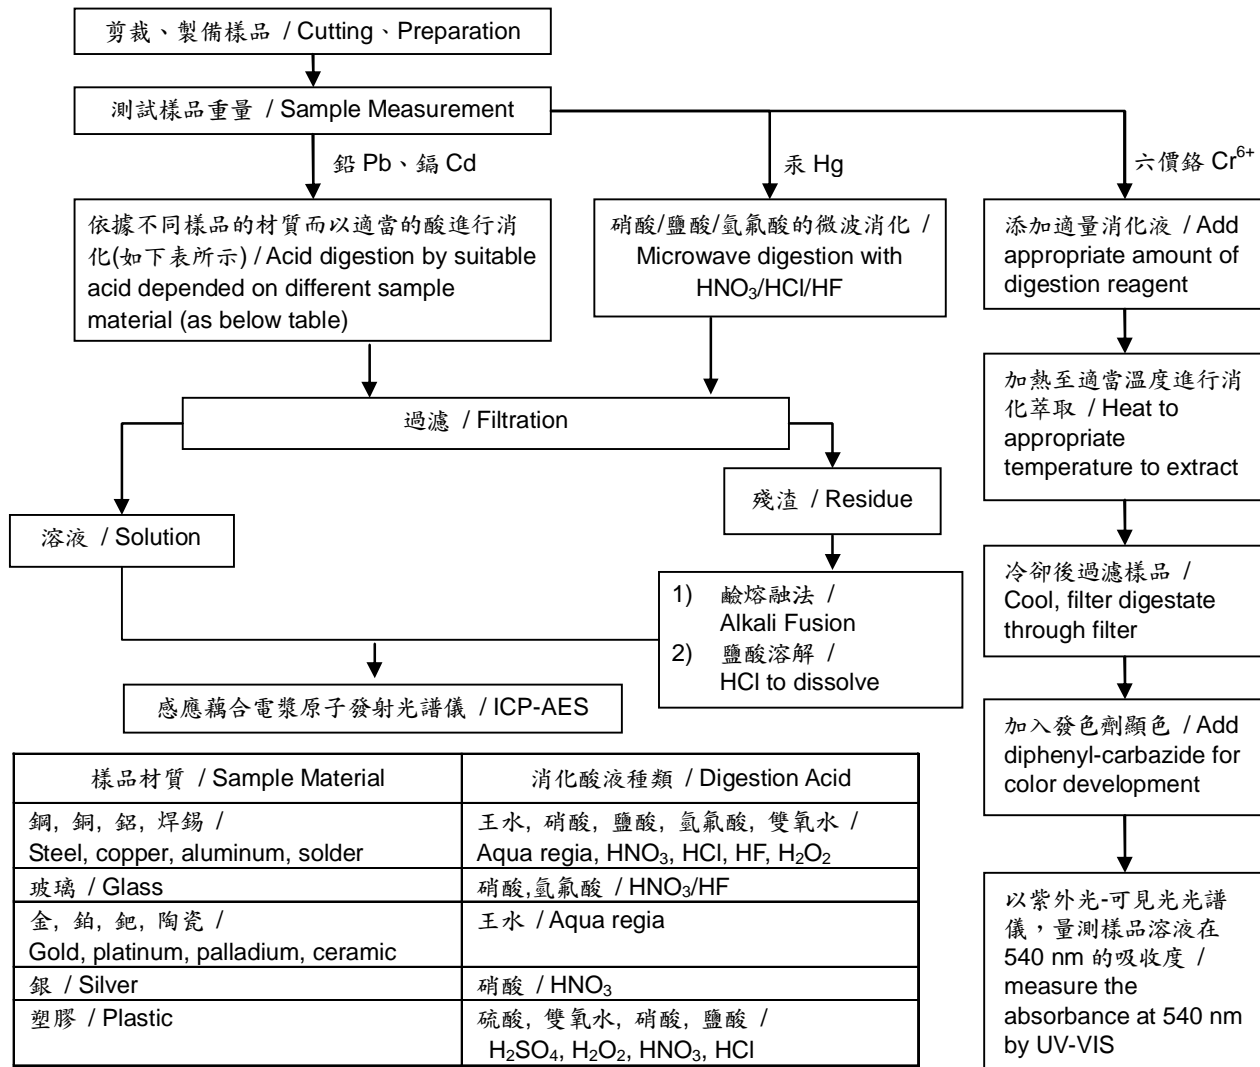 剪裁、製備樣品 / Cutting、Preparation
測試樣品重量 / Sample Measurement
鉛 Pb、鎘 Cd
汞 Hg
六價鉻 Cr⁶⁺
依據不同樣品的材質而以適當的酸進行消
化(如下表所示) / Acid digestion by suitable
acid depended on different sample
material (as below table)
硝酸/鹽酸/氫氟酸的微波消化 /
Microwave digestion with
HNO₃/HCl/HF
添加適量消化液 / Add
appropriate amount of
digestion reagent
加熱至適當溫度進行消
化萃取 / Heat to
appropriate
temperature to extract
過濾 / Filtration
溶液 / Solution
殘渣 / Residue
冷卻後過濾樣品 /
Cool, filter digestate
through filter
1) 鹼熔融法 /
Alkali Fusion
2) 鹽酸溶解 /
HCl to dissolve
感應藕合電漿原子發射光譜儀 / ICP-AES
加入發色劑顯色 / Add
diphenyl-carbazide for
color development
以紫外光-可見光光譜
儀，量測樣品溶液在
540 nm 的吸收度 /
measure the
absorbance at 540 nm
by UV-VIS
樣品材質 / Sample Material
消化酸液種類 / Digestion Acid
鋼, 銅, 鋁, 焊錫 /
Steel, copper, aluminum, solder
王水, 硝酸, 鹽酸, 氫氟酸, 雙氧水 /
Aqua regia, HNO₃, HCl, HF, H₂O₂
玻璃 / Glass
硝酸,氫氟酸 / HNO₃/HF
金, 鉑, 鈀, 陶瓷 /
Gold, platinum, palladium, ceramic
王水 / Aqua regia
銀 / Silver
硝酸 / HNO₃
塑膠 / Plastic
硫酸, 雙氧水, 硝酸, 鹽酸 /
H₂SO₄, H₂O₂, HNO₃, HCl